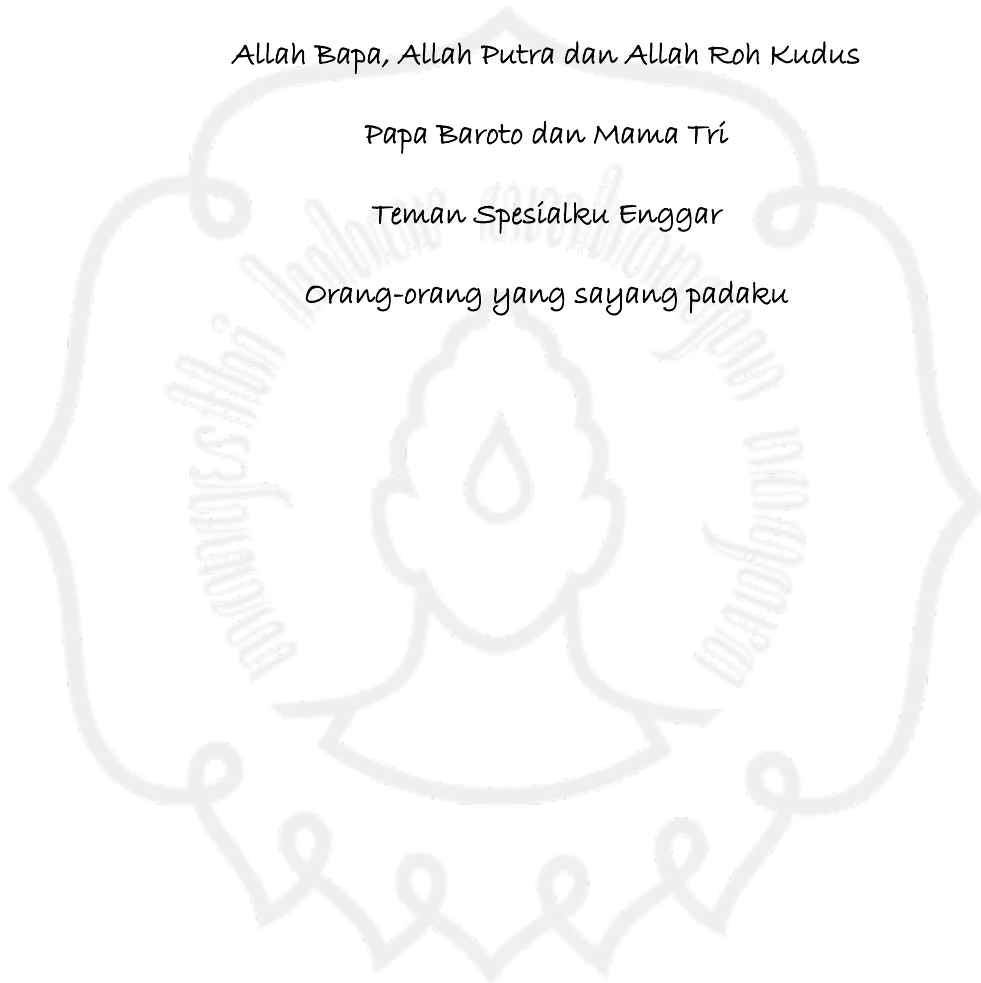 Allah Bapa, Allah Putra dan Allah Roh Kudus
Papa Baroto dan Mama Tri
Teman Spesialku Enggar
Orang-orang yang sayang padaku